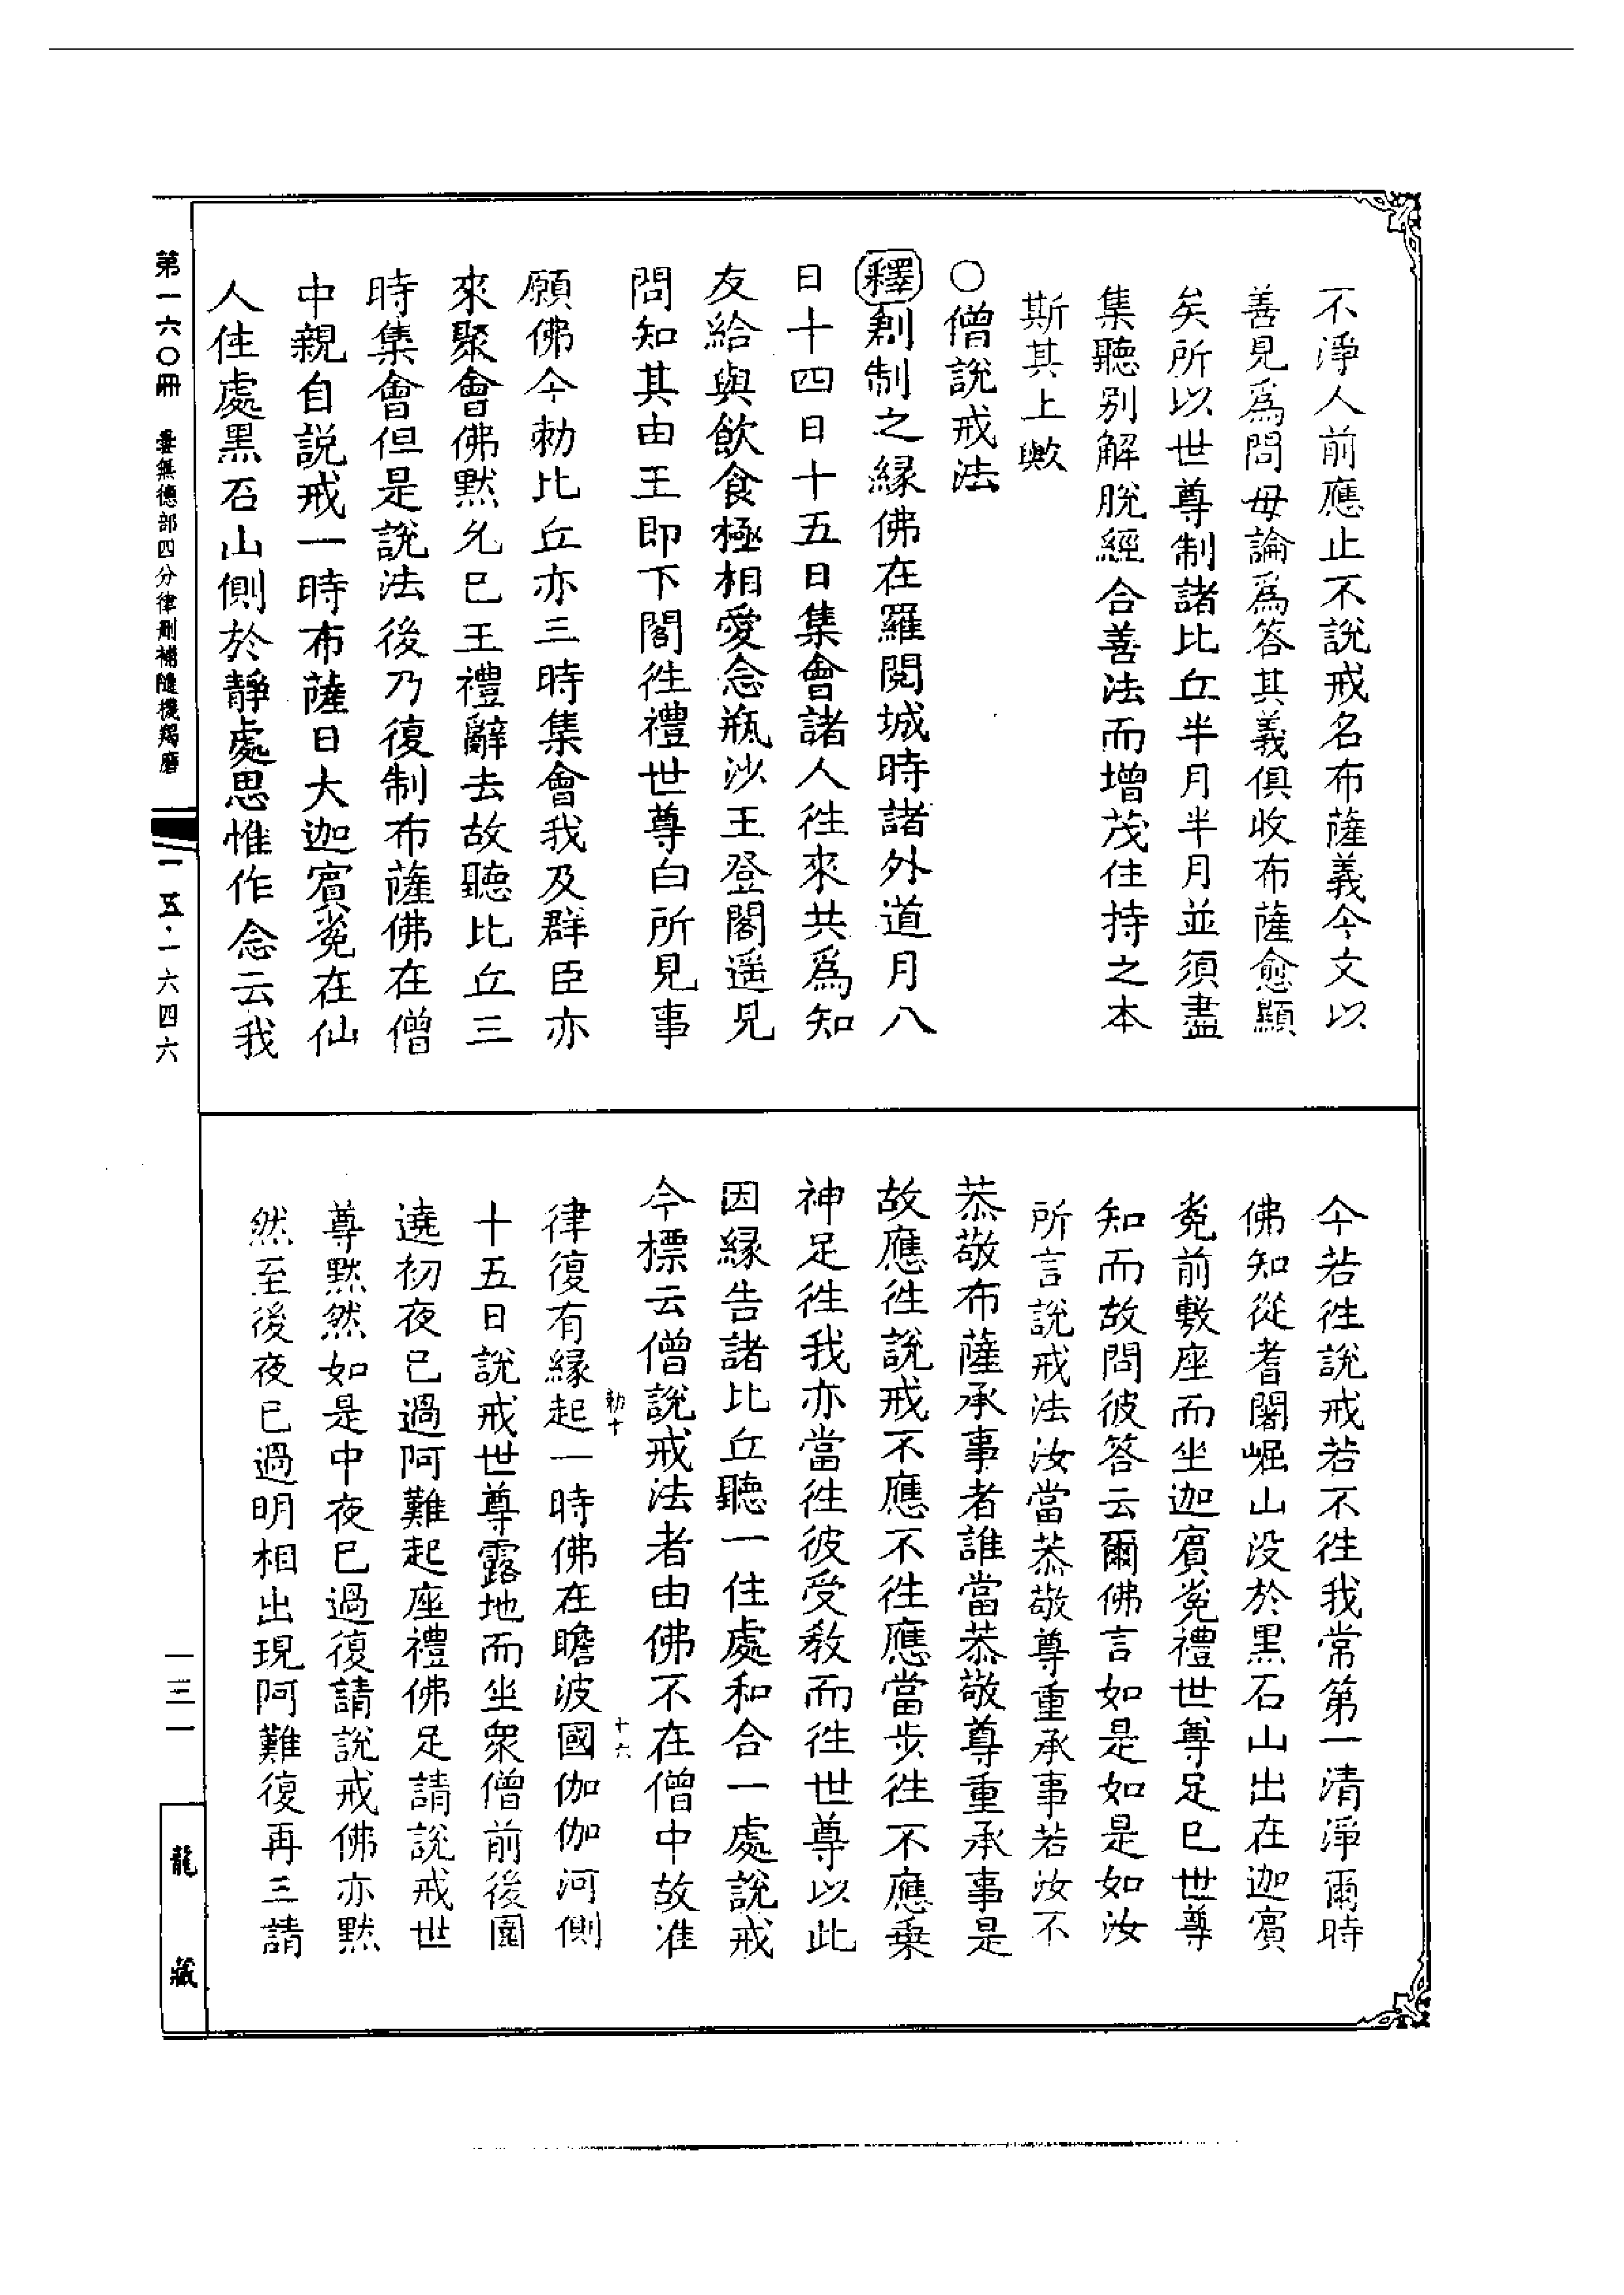 不淨人前應止不說戒名布薩義今文以
善見為問毋論為答其義俱收布薩愈顯
矣所以世尊制諸比丘半月半月並須盡
集聽別解脫經合善法而增茂住持之本
斯其上歟
○僧說戒法
釋創制之緣佛在羅閱城時諸外道月八
日十四日十五日集會諸人往來共為知
友給與飲食極相愛念瓶沙王登閣遥見
問知其由王即下閣往禮世尊白所見事
願佛今勅比丘亦三時集會我及群臣亦
來聚會佛默允已王禮辭去故聽比丘三
時集會但是說法後乃復制布薩佛在僧
中親自說戒一時布薩日大迦賓㝹在仙
人住處黑石山側於靜處思惟作念云我
今若往說戒若不往我常第一清淨爾時
佛知從耆闍崛山没於黑石山出在迦賓
㝹前敷座而坐迦賓㝹禮世尊足已世尊
知而故問彼答云爾佛言如是如是如汝
所言說戒法汝當恭敬尊重承事若汝不
恭敬布薩承事者誰當恭敬尊重承事是
故應往說戒不應不往應當步往不應乗
神足往我亦當往彼受教而往世尊以此
因緣告諸比丘聽一住處和合一處說戒
今標云僧說戒法者由佛不在僧中故准
勒十
十六
律復有緣起一時佛在瞻波國伽伽河側
十五日說戒世尊露地而坐眾僧前後圍
遶初夜已過阿難起座禮佛足請說戒世
尊默然如是中夜已過復請說戒佛亦默
然至後夜已過明相出現阿難復再三請
第一六〇冊
曇無德部四分律刪補隨機羯磨
一五·一六四六
一三一
龍藏